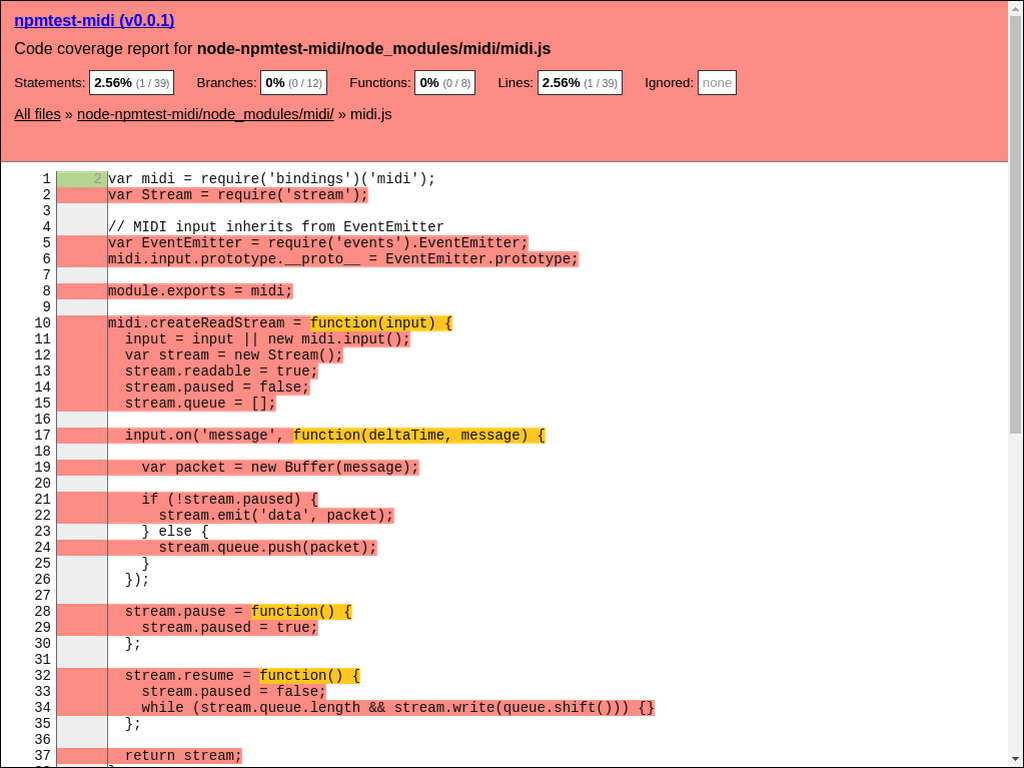 npmtest-midi (v0.0.1)
Code coverage report for node-npmtest-midi/node_modules/midi/midi.js
Statements: 2.56% (1 / 39) Branches: 0% (0 / 12) Functions: 0% (0 / 8) Lines: 2.56% (1 / 39) Ignored: none
All files » node-npmtest-midi/node_modules/midi/ » midi.js
1 2 var midi = require('bindings')('midi');
2 var Stream = require('stream');
3
4 // MIDI input inherits from EventEmitter
5 var EventEmitter = require('events').EventEmitter;
6 midi.input.prototype.__proto__ = EventEmitter.prototype;
7
8 module.exports = midi;
9
10 midi.createReadStream = function(input) {
11   input = input || new midi.input();
12   var stream = new Stream();
13   stream.readable = true;
14   stream.paused = false;
15   stream.queue = [];
16
17   input.on('message', function(deltaTime, message) {
18
19     var packet = new Buffer(message);
20
21     if (!stream.paused) {
22       stream.emit('data', packet);
23     } else {
24       stream.queue.push(packet);
25     }
26   });
27
28   stream.pause = function() {
29     stream.paused = true;
30   };
31
32   stream.resume = function() {
33     stream.paused = false;
34     while (stream.queue.length && stream.write(queue.shift())) {}
35   };
36
37   return stream;